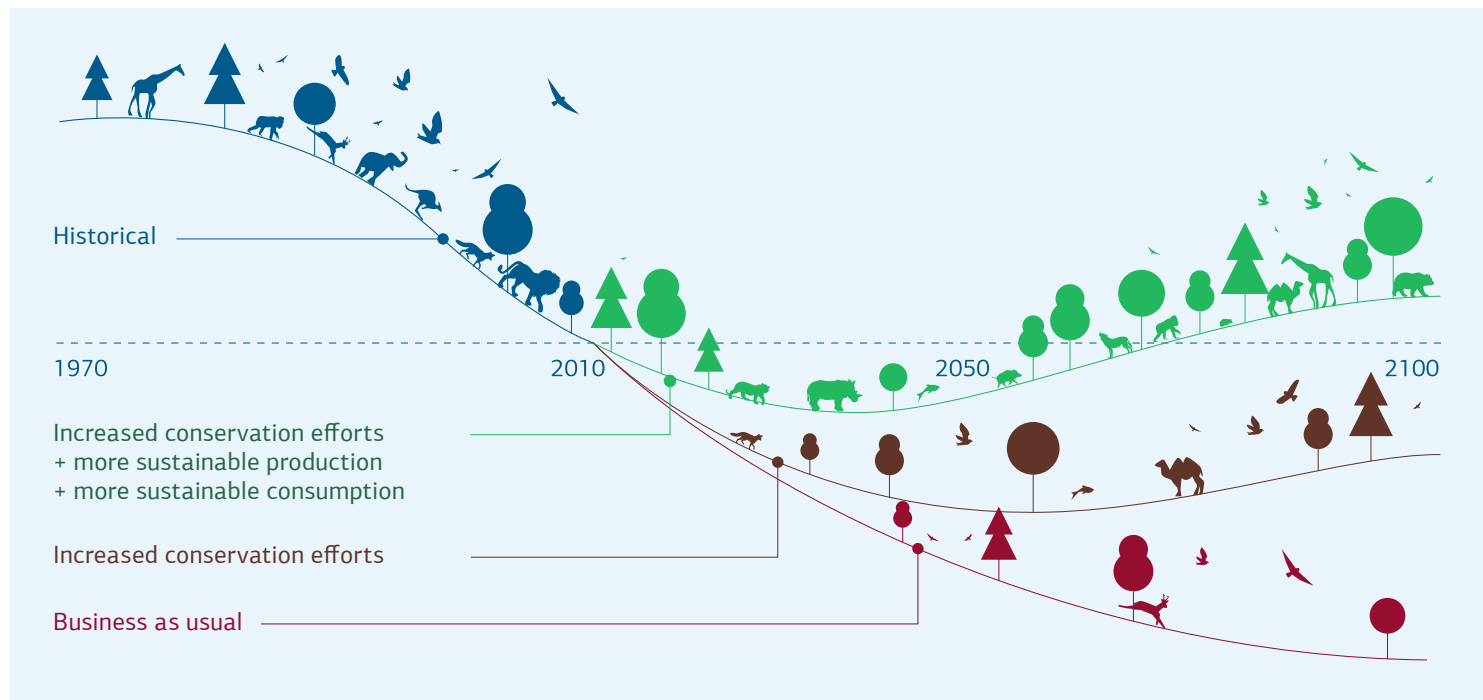 Historical
1970
2010
2050
2100
Increased conservation efforts
+ more sustainable production
+ more sustainable consumption
Increased conservation efforts
Business as usual